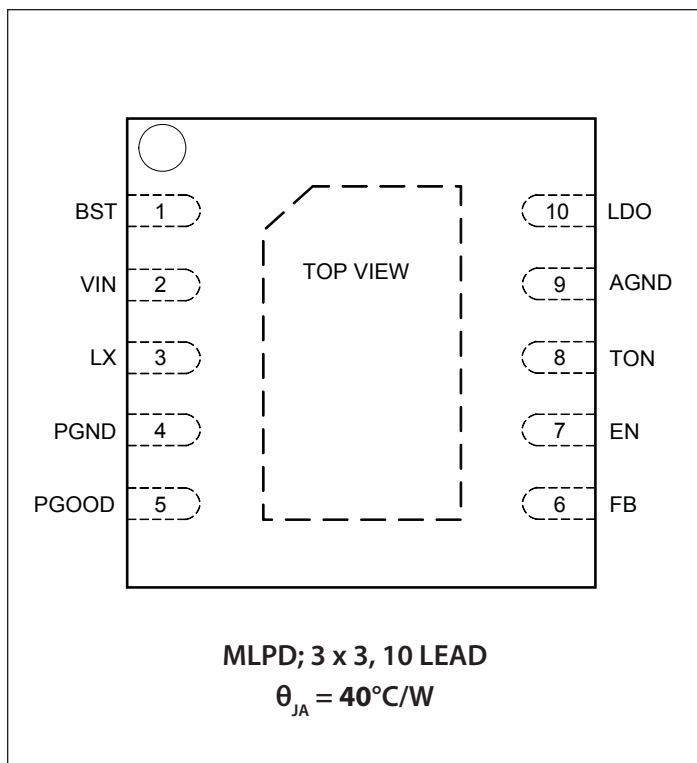 BST 1 10 LDO
VIN 2 TOP VIEW 9 AGND
LX 3 8 TON
PGND 4 7 EN
PGOOD 5 6 FB
MLPD; 3 x 3, 10 LEAD
θJA = 40°C/W